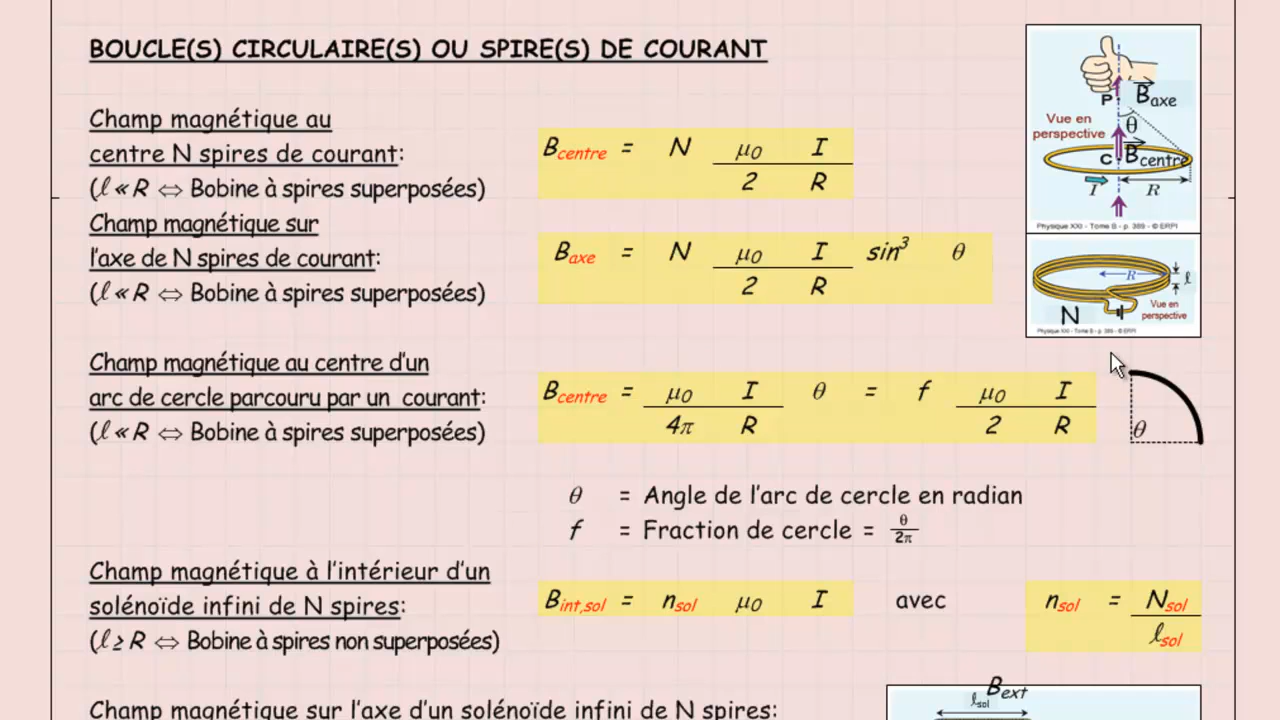 BOUCLE(S) CIRCULAIRE(S) OU SPIRE(S) DE COURANT
Champ magnétique au
centre N spires de courant:
(ℓ « R ⇔ Bobine à spires superposées)
B_centre = N μ₀/2 I/R
Champ magnétique sur
l'axe de N spires de courant:
(ℓ « R ⇔ Bobine à spires superposées)
B_axe = N μ₀/2 I/R sin³ θ
P
B_axe
Vue en
perspective
θ
C
B_centre
I
R
Physique XXI - Tome B - p. 389 - © ERPI
R
ℓ
N
Vue en
perspective
Physique XXI - Tome B - p. 389 - © ERPI
Champ magnétique au centre d'un
arc de cercle parcouru par un courant:
(ℓ « R ⇔ Bobine à spires superposées)
B_centre = μ₀/4π I/R θ = f μ₀/2 I/R
θ
θ = Angle de l'arc de cercle en radian
f = Fraction de cercle = θ/2π
Champ magnétique à l'intérieur d'un
solénoïde infini de N spires:
(ℓ ≥ R ⇔ Bobine à spires non superposées)
B_int,sol = n_sol μ₀ I avec n_sol = N_sol/ℓ_sol
Champ magnétique sur l'axe d'un solénoïde infini de N spires:
B_ext
ℓ_sol